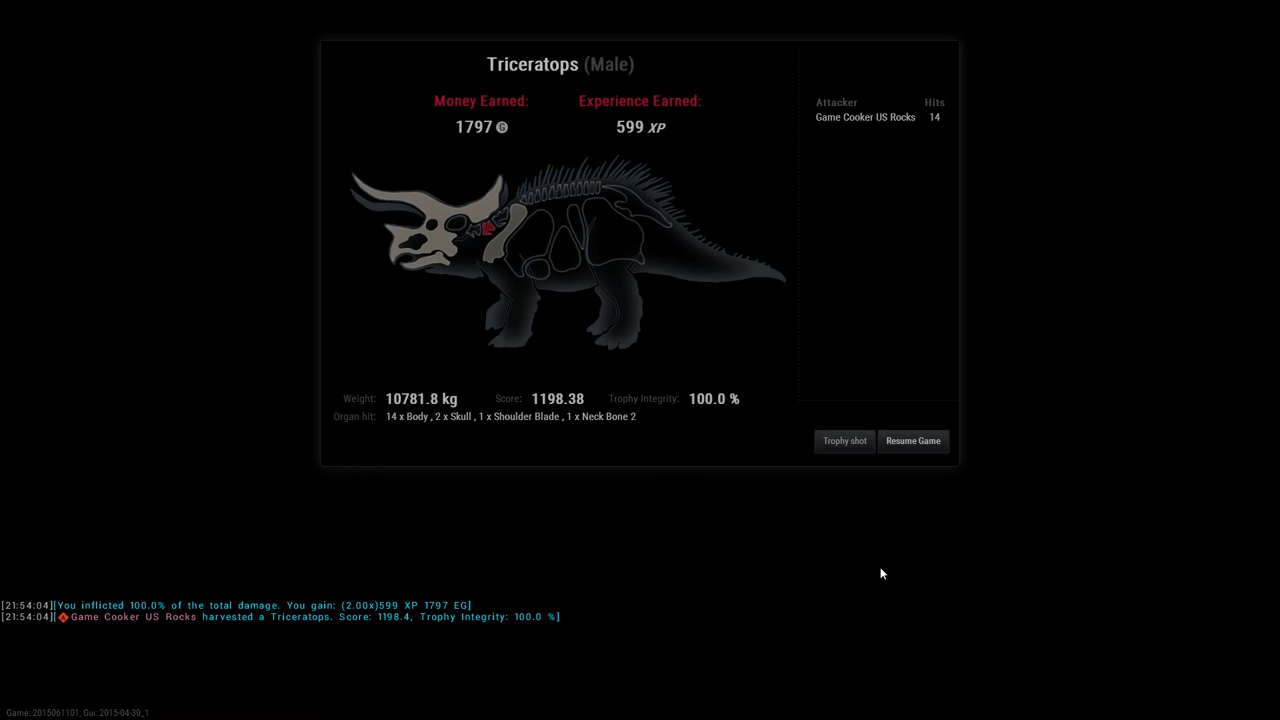 Triceratops (Male)
Money Earned: Experience Earned:
1797 G 599 XP
Attacker Hits
Game Cooker US Rocks 14
Weight: 10781.8 kg Score: 1198.38 Trophy Integrity: 100.0 %
Organ hit: 14 x Body , 2 x Skull , 1 x Shoulder Blade , 1 x Neck Bone 2
Trophy shot Resume Game
[21:54:04][You inflicted 100.0% of the total damage. You gain: (2.00x)599 XP 1797 EG]
[21:54:04][Game Cooker US Rocks harvested a Triceratops. Score: 1198.4, Trophy Integrity: 100.0 %]
Game: 2015061101, Gui: 2015-04-30_1